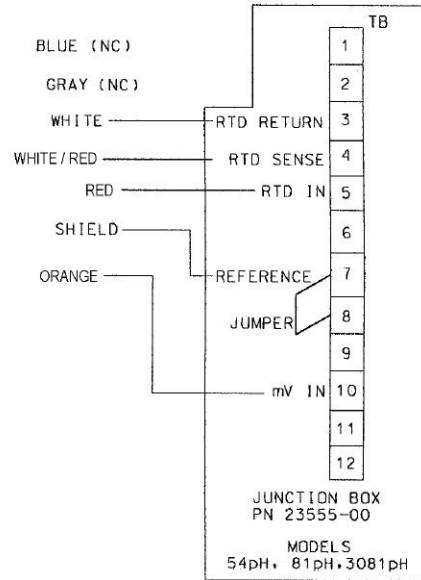 TB
BLUE (NC) 1
GRAY (NC) 2
WHITE RTD RETURN 3
WHITE/RED RTD SENSE 4
RED RTD IN 5
6
SHIELD
ORANGE REFERENCE 7
JUMPER 8
9
mV IN 10
11
12
JUNCTION BOX
PN 23555-00
MODELS
54pH, 81pH,3081pH